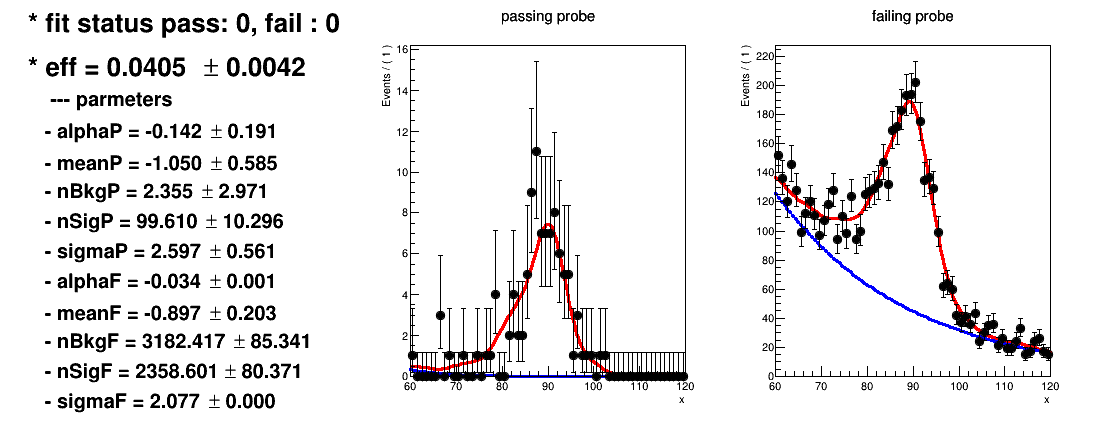 * fit status pass: 0, fail : 0
* eff = 0.0405 ± 0.0042
--- parmeters
- alphaP = -0.142 ± 0.191
- meanP = -1.050 ± 0.585
- nBkgP = 2.355 ± 2.971
- nSigP = 99.610 ± 10.296
- sigmaP = 2.597 ± 0.561
- alphaF = -0.034 ± 0.001
- meanF = -0.897 ± 0.203
- nBkgF = 3182.417 ± 85.341
- nSigF = 2358.601 ± 80.371
- sigmaF = 2.077 ± 0.000
passing probe
Events / ( 1 )
16
14
12
10
8
6
4
2
0
60 70 80 90 100 110 120
x
failing probe
Events / ( 1 )
220
200
180
160
140
120
100
80
60
40
20
0
60 70 80 90 100 110 120
x